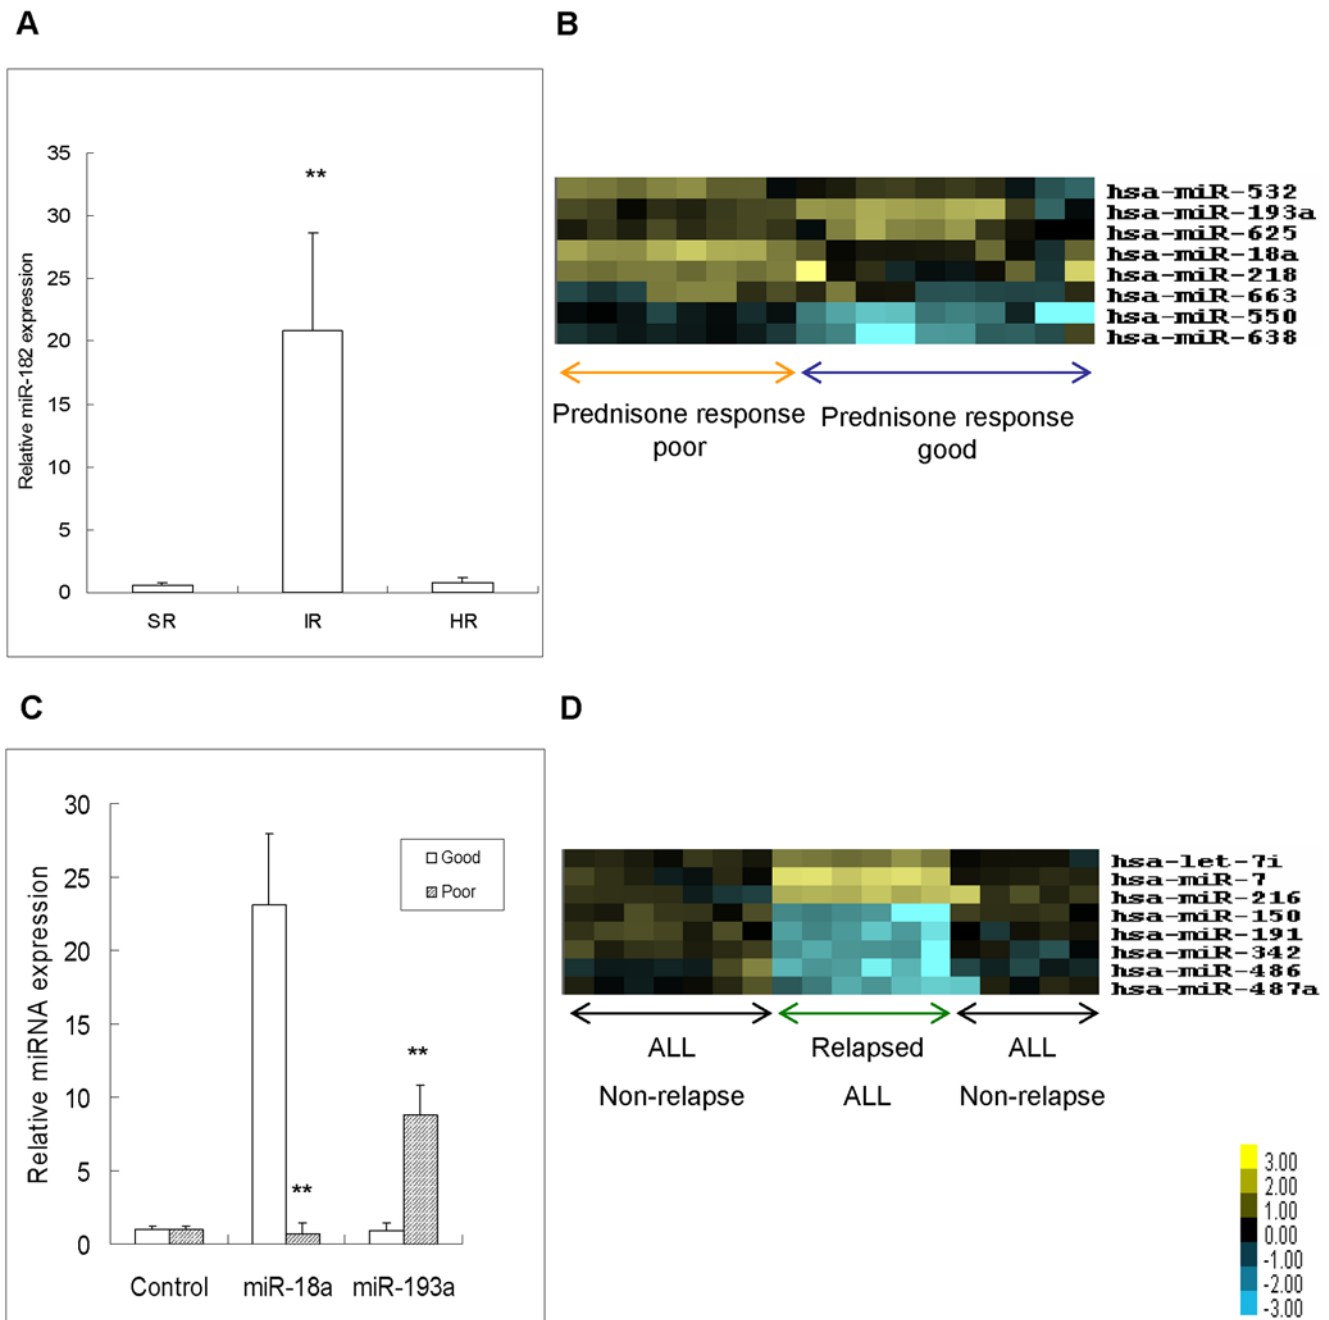 A
B
35
30
25
20
15
10
5
0
Relative miR-182 expression
**
SR
IR
HR
hsa-miR-532
hsa-miR-193a
hsa-miR-625
hsa-miR-18a
hsa-miR-218
hsa-miR-663
hsa-miR-550
hsa-miR-638
Prednisone response
poor
Prednisone response
good
C
D
30
25
20
15
10
5
0
Relative miRNA expression
Good
Poor
**
**
Control
miR-18a
miR-193a
hsa-let-7i
hsa-miR-7
hsa-miR-216
hsa-miR-150
hsa-miR-191
hsa-miR-342
hsa-miR-486
hsa-miR-487a
ALL
Non-relapse
Relapsed
ALL
ALL
Non-relapse
3.00
2.00
1.00
0.00
-1.00
-2.00
-3.00